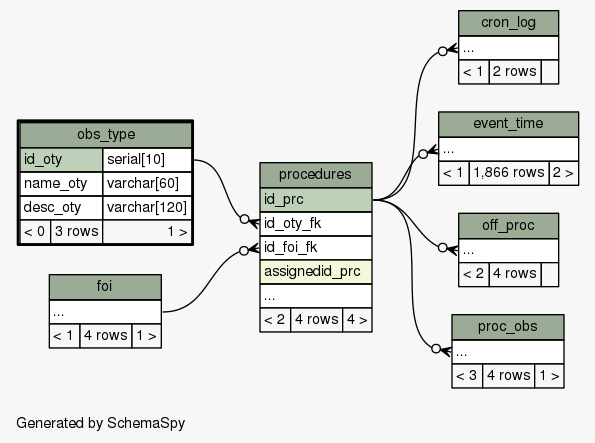 cron_log
...
< 1 2 rows
event_time
...
< 1 1,866 rows 2 >
obs_type
id_oty serial[10]
name_oty varchar[60]
desc_oty varchar[120]
< 0 3 rows 1 >
procedures
id_prc
id_oty_fk
id_foi_fk
assignedid_prc
...
< 2 4 rows 4 >
off_proc
...
< 2 4 rows
foi
...
< 1 4 rows 1 >
proc_obs
...
< 3 4 rows 1 >
Generated by SchemaSpy